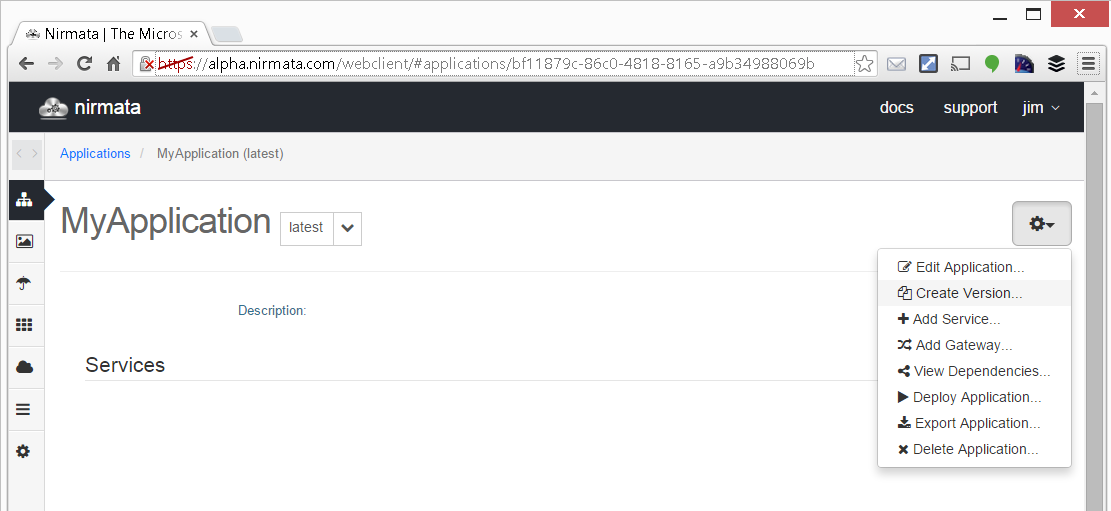 Nirmata | The Micros
https://alpha.nirmata.com/webclient/#applications/bf11879c-86c0-4818-8165-a9b34988069b
nirmata docs support jim
Applications / MyApplication (latest)
MyApplication latest
Edit Application...
Create Version...
Description:
Add Service...
Add Gateway...
Services
View Dependencies...
Deploy Application...
Export Application...
Delete Application...